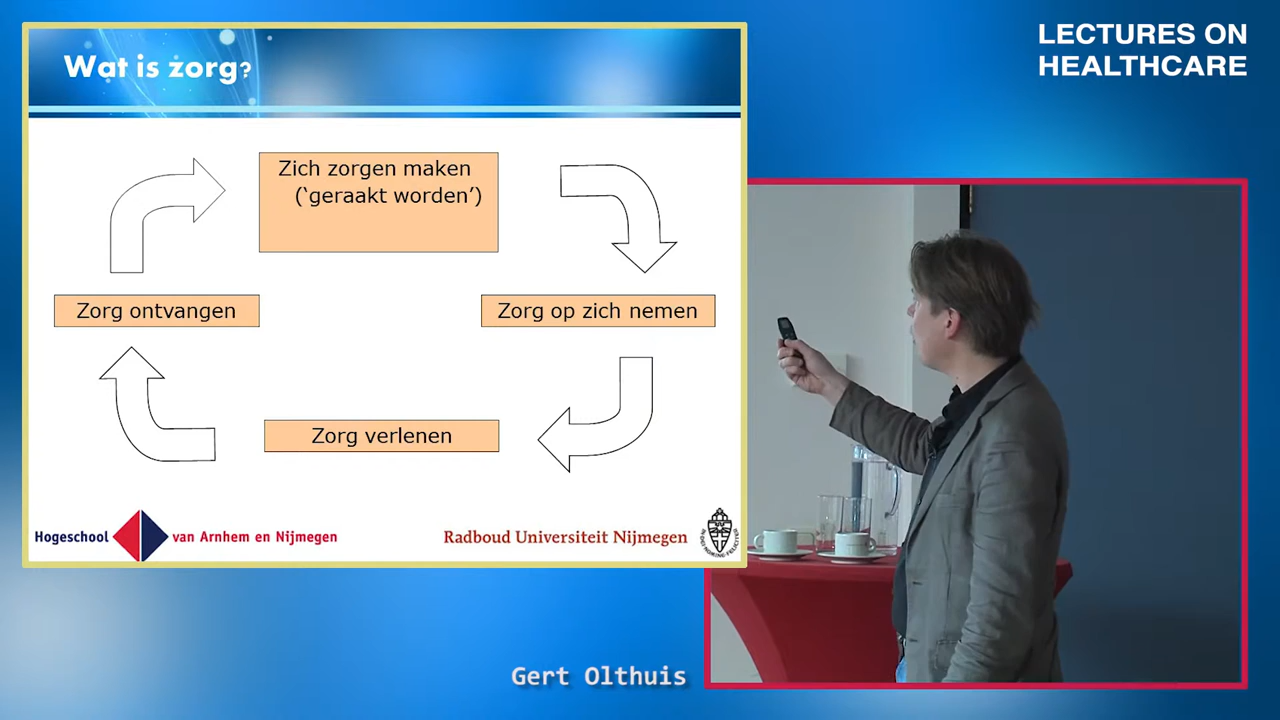 Wat is zorg?
LECTURES ON
HEALTHCARE
Zich zorgen maken
(‘geraakt worden’)
Zorg ontvangen
Zorg op zich nemen
Zorg verlenen
Hogeschool van Arnhem en Nijmegen
Radboud Universiteit Nijmegen
Gert Olthuis